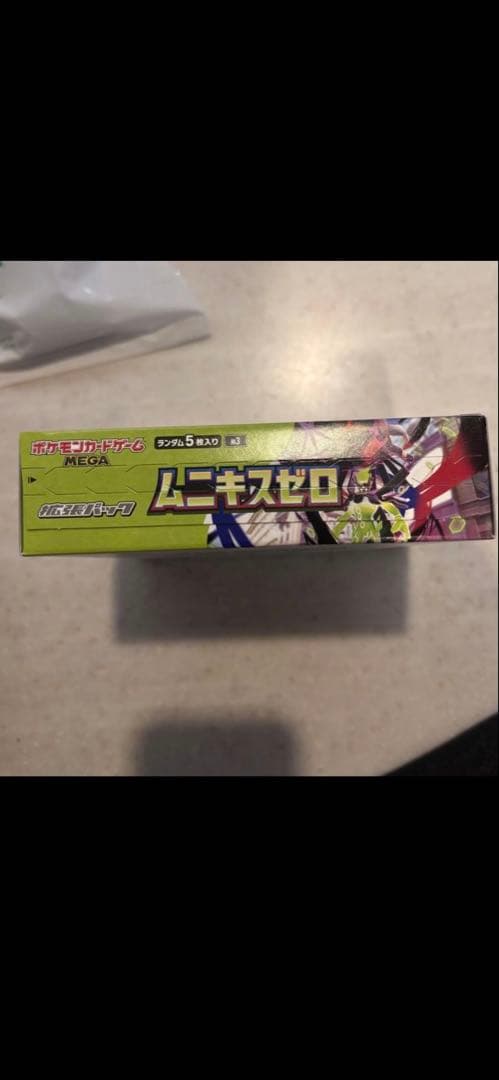 ポケモンカードゲーム
MEGA
ランダム5枚入り
拡張パック
ムニキスゼロ